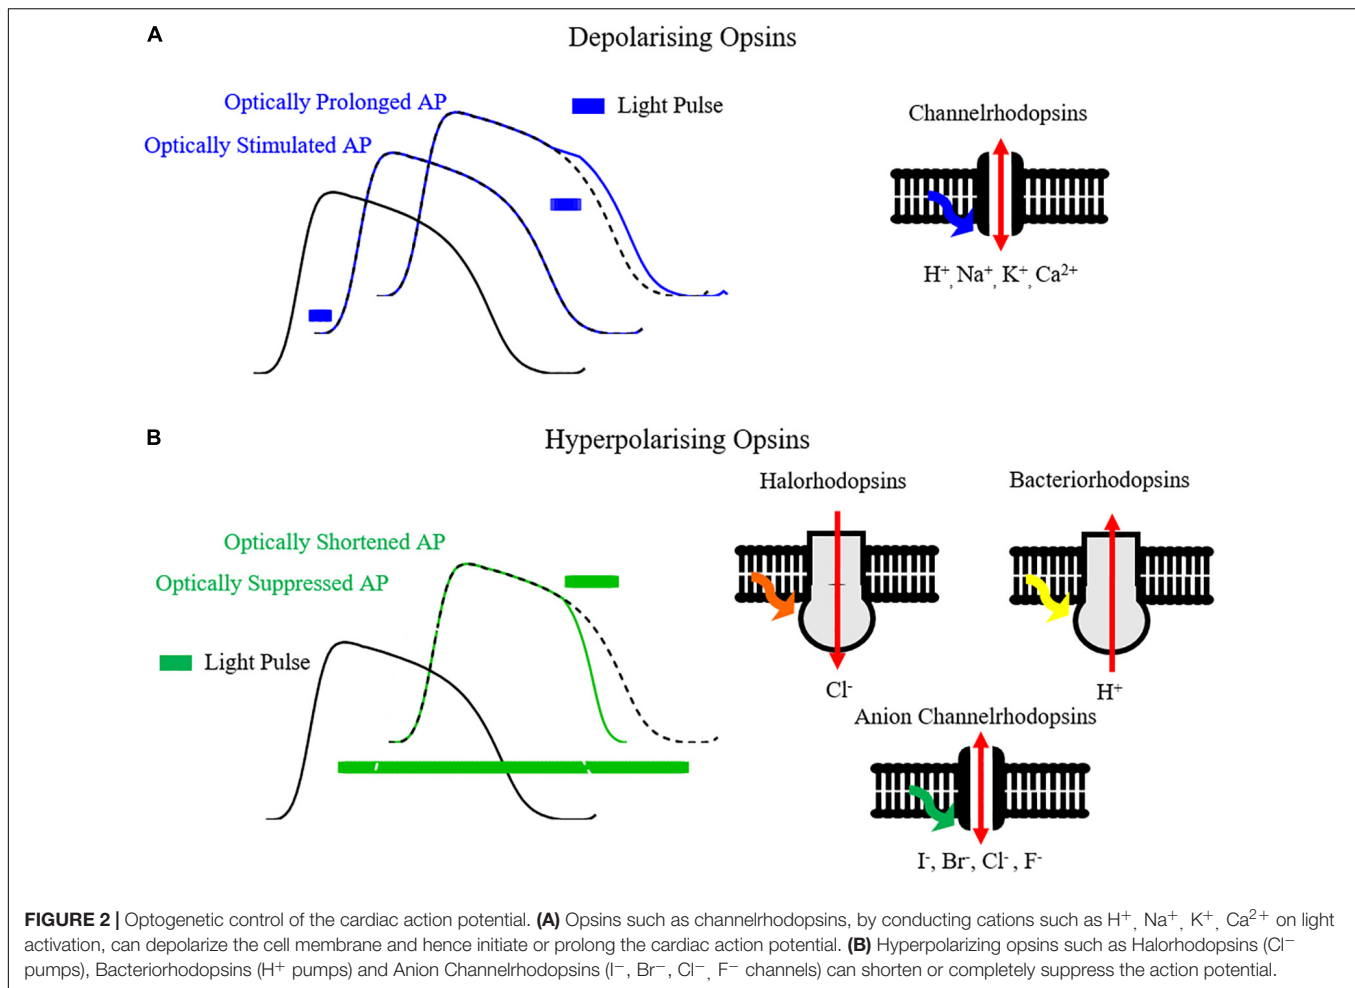 A
Depolarising Opsins
Optically Prolonged AP
Light Pulse
Optically Stimulated AP
Channelrhodopsins
H⁺, Na⁺, K⁺, Ca²⁺
B
Hyperpolarising Opsins
Halorhodopsins
Bacteriorhodopsins
Optically Shortened AP
Optically Suppressed AP
Light Pulse
Cl⁻
H⁺
Anion Channelrhodopsins
I⁻, Br⁻, Cl⁻, F⁻
FIGURE 2 | Optogenetic control of the cardiac action potential. (A) Opsins such as channelrhodopsins, by conducting cations such as H⁺, Na⁺, K⁺, Ca²⁺ on light
activation, can depolarize the cell membrane and hence initiate or prolong the cardiac action potential. (B) Hyperpolarizing opsins such as Halorhodopsins (Cl⁻
pumps), Bacteriorhodopsins (H⁺ pumps) and Anion Channelrhodopsins (I⁻, Br⁻, Cl⁻, F⁻ channels) can shorten or completely suppress the action potential.